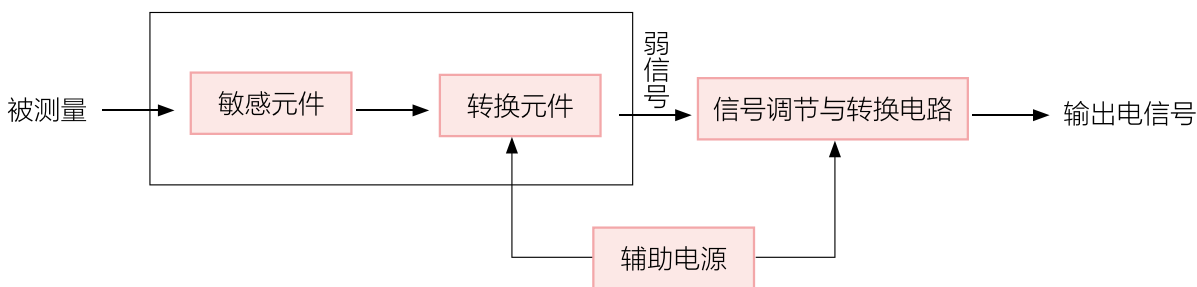 被测量
敏感元件
转换元件
弱信号
信号调节与转换电路
输出电信号
辅助电源